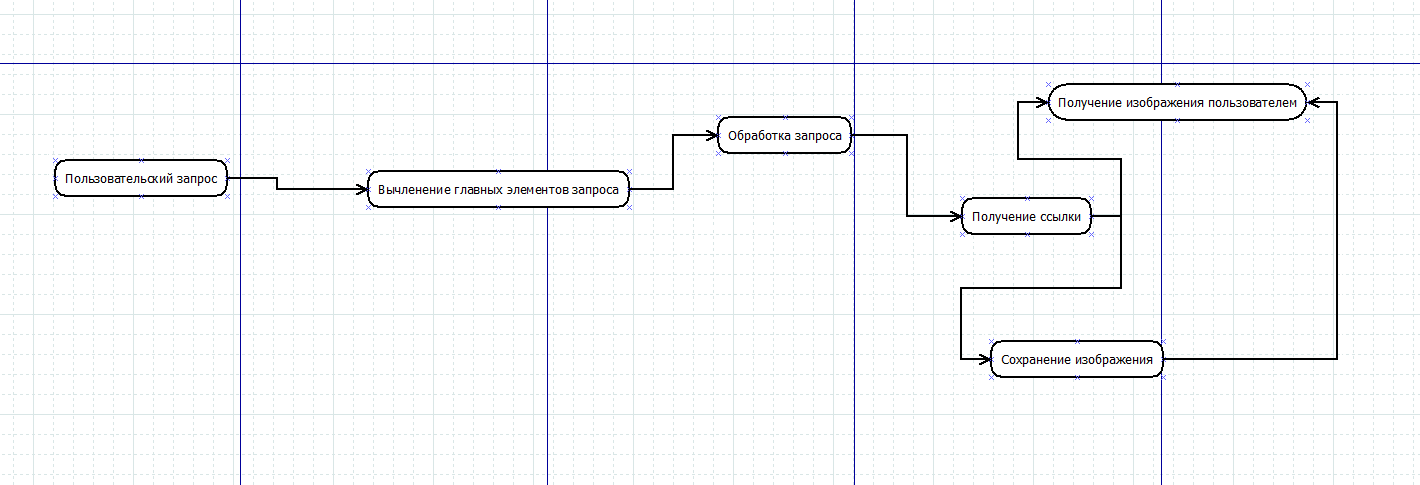 Пользовательский запрос
Вычленение главных элементов запроса
Обработка запроса
Получение ссылки
Получение изображения пользователем
Сохранение изображения